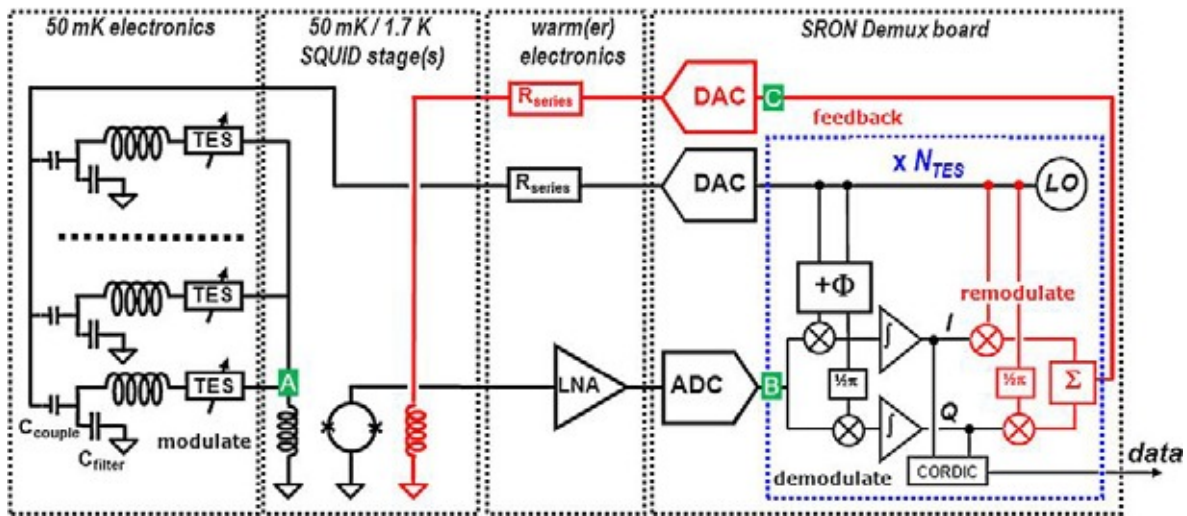 50 mK electronics
50 mK / 1.7 K
SQUID stage(s)
warm(er)
electronics
SRON Demux board
R_series
DAC
C
feedback
TES
x N_TES
R_series
DAC
LO
+Φ
TES
remodulate
∫
I
TES
A
LNA
ADC
B
½π
½π
Σ
C_couple
modulate
Q
∫
C_filter
demodulate
CORDIC
data